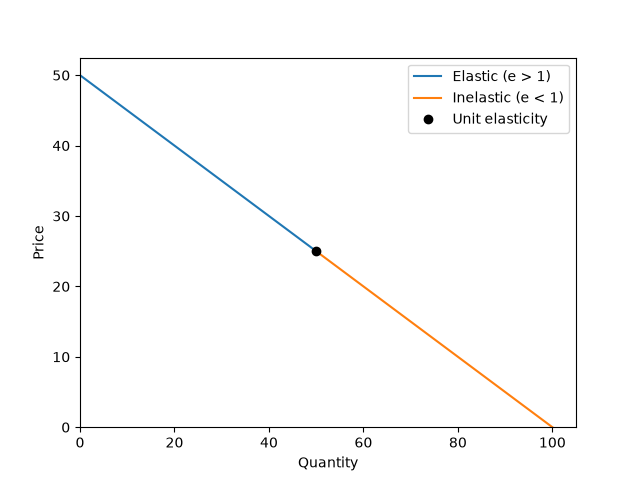 Elastic (e > 1)
Inelastic (e < 1)
Unit elasticity
50
40
30
20
10
0
Price
0 20 40 60 80 100
Quantity